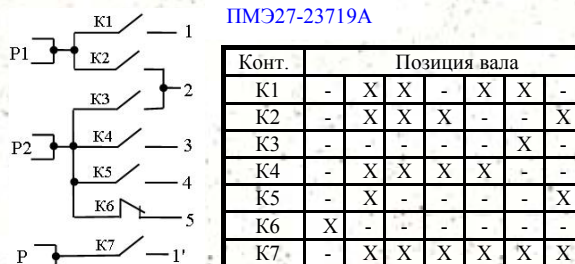 ПМЭ27-23719А
К1
1
Р1
К2
2
К3
Р2
К4
3
К5
4
К6
5
Р
К7
1'
Конт. Позиция вала
К1 - X X - X X -
К2 - X X X - - X
К3 - - - - - X -
К4 - X X X X - -
К5 - X - - - - X
К6 X - - - - - -
К7 - X X X X X X